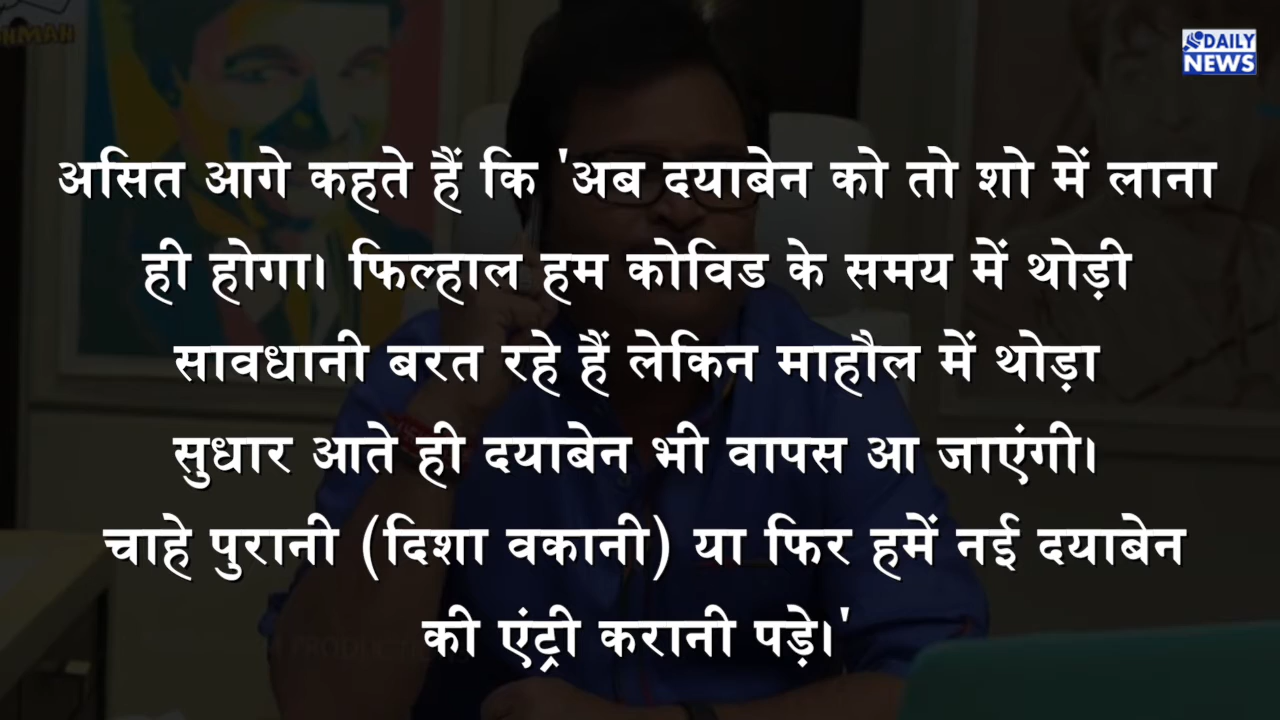 DAILY
NEWS
असित आगे कहते हैं कि 'अब दयाबेन को तो शो में लाना
ही होगा। फिल्हाल हम कोविड के समय में थोड़ी
सावधानी बरत रहे हैं लेकिन माहौल में थोड़ा
सुधार आते ही दयाबेन भी वापस आ जाएंगी।
चाहे पुरानी (दिशा वकानी) या फिर हमें नई दयाबेन
की एंट्री करानी पड़े।'